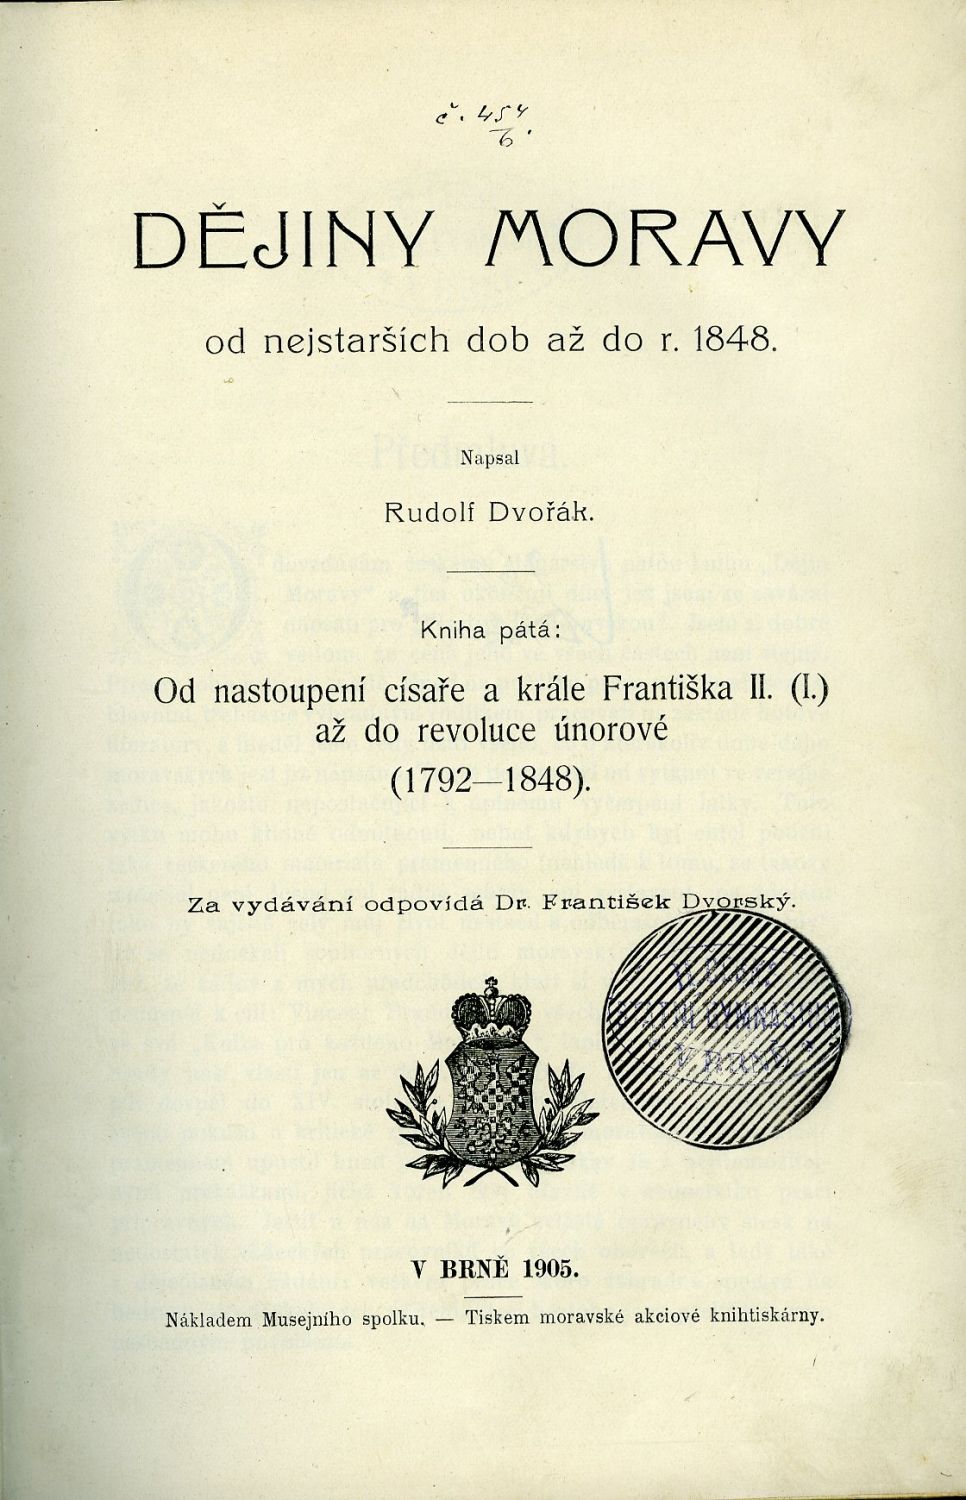 č. 454
6.
DĚJINY MORAVY
od nejstarších dob až do r. 1848.
Napsal
Rudolf Dvořák.
Kniha pátá:
Od nastoupení císaře a krále Františka II. (I.)
až do revoluce únorové
(1792—1848).
Za vydávání odpovídá Dr. František Dvorský.
GYMNASIUM
V BRNĚ
V BRNĚ 1905.
Nákladem Musejního spolku. — Tiskem moravské akciové knihtiskárny.